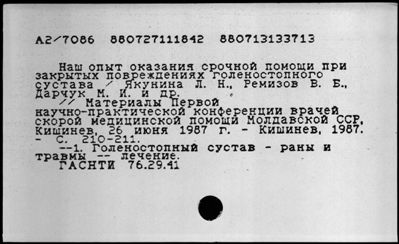 А2/7086 880727111842 880713133713
Наш опыт оказания срочной помощи при
закрытых повреждениях голеностопного
сустава / Якунина Л. Н., Ремизов В. Б.,
Дарчук М. И. и др.
// Материалы Первой
научно-практической конференции врачей
скорой медицинской помощи Молдавской ССР,
Кишинев, 26 июня 1987 г. - Кишинев, 1987.
- С. 210-211.
--1. Голеностопный сустав - раны и
травмы -- лечение.
ГАСНТИ 76.29.41